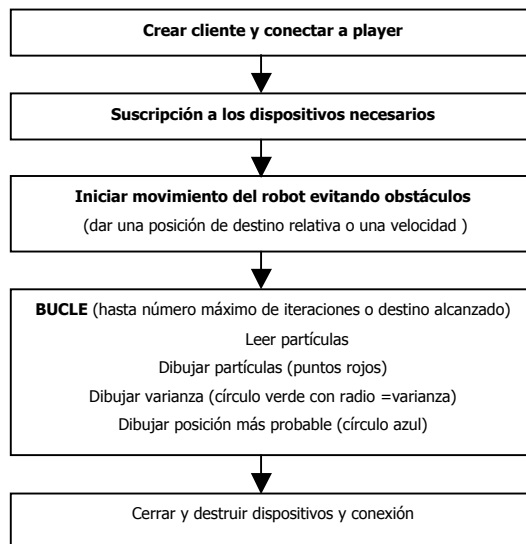 Crear cliente y conectar a player
Suscripción a los dispositivos necesarios
Iniciar movimiento del robot evitando obstáculos
(dar una posición de destino relativa o una velocidad )
BUCLE (hasta número máximo de iteraciones o destino alcanzado)
Leer partículas
Dibujar partículas (puntos rojos)
Dibujar varianza (círculo verde con radio =varianza)
Dibujar posición más probable (círculo azul)
Cerrar y destruir dispositivos y conexión